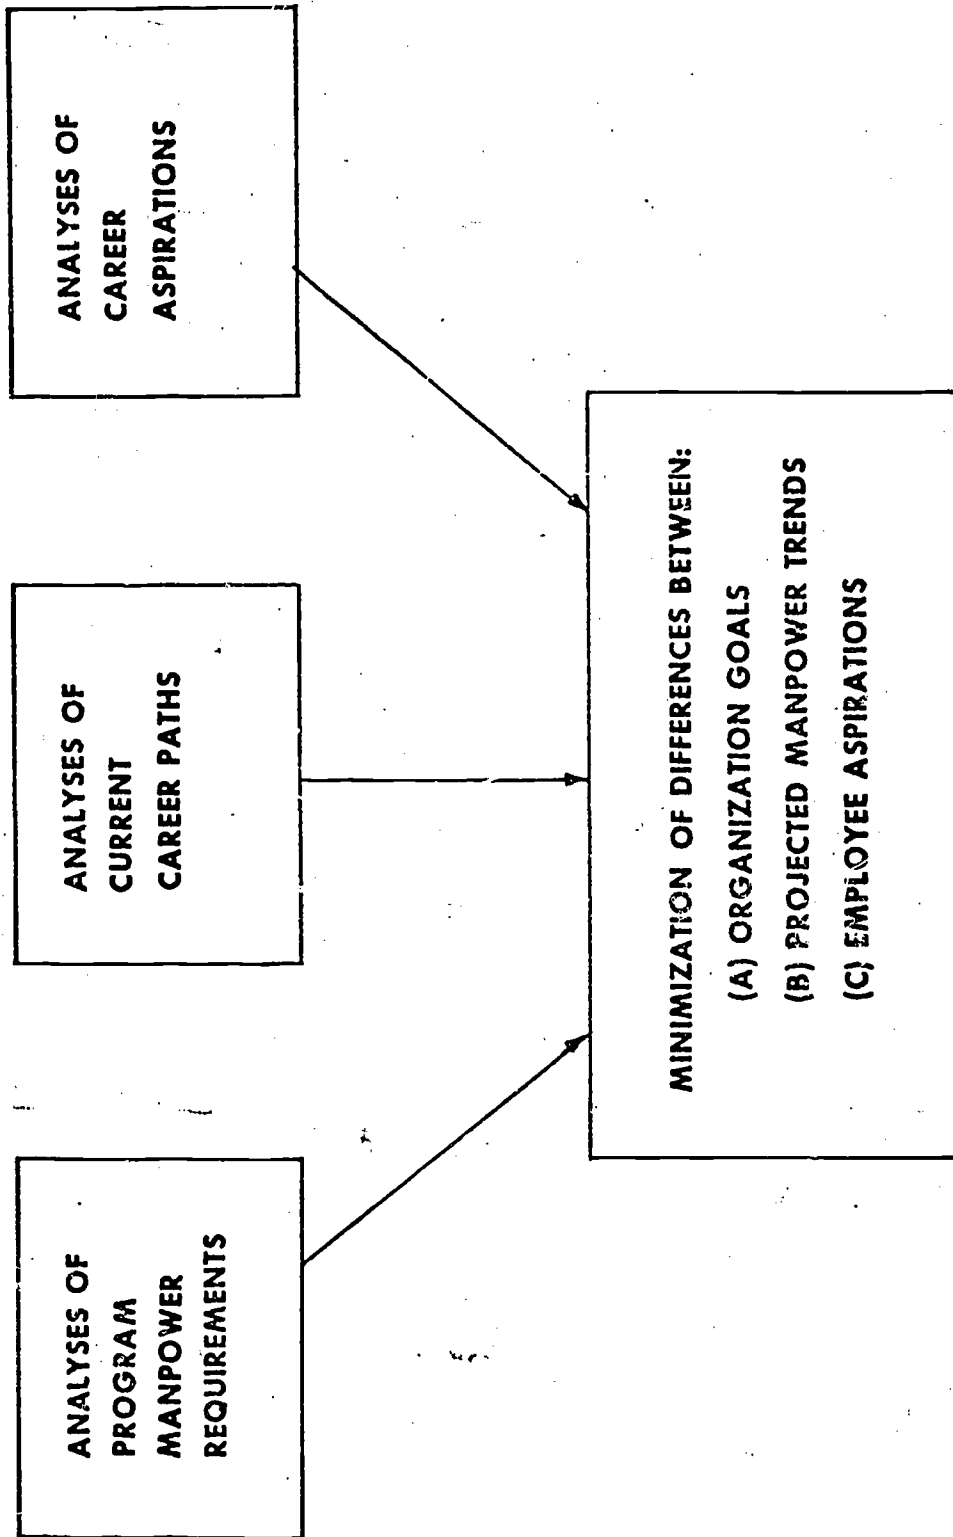 ANALYSES OF
PROGRAM
MANPOWER
REQUIREMENTS
ANALYSES OF
CURRENT
CAREER PATHS
ANALYSES OF
CAREER
ASPIRATIONS
MINIMIZATION OF DIFFERENCES BETWEEN:
(A) ORGANIZATION GOALS
(B) PROJECTED MANPOWER TRENDS
(C) EMPLOYEE ASPIRATIONS